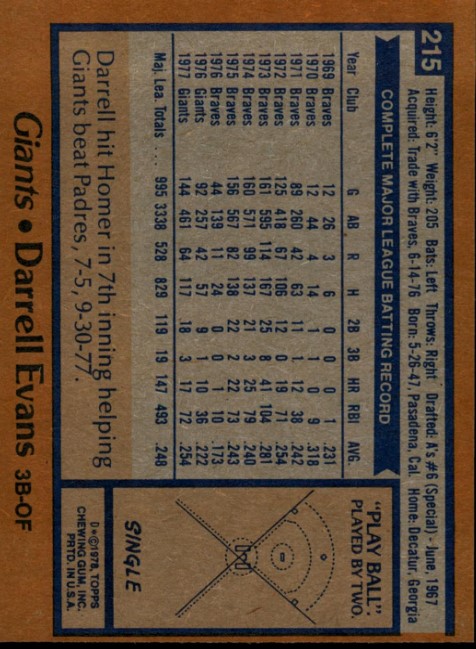 215
Height: 6'2" Weight: 205 Bats: Left Throws: Right Drafted: A's #6 (Special) - June, 1967
Acquired: Trade with Braves, 6-14-76 Born: 5-26-47, Pasadena, Cal. Home: Decatur, Georgia
COMPLETE MAJOR LEAGUE BATTING RECORD
Year Club G AB R H 2B 3B HR RBI AVG.
1969 Braves 12 26 3 6 0 0 0 1 .231
1970 Braves 12 44 4 14 1 1 0 9 .318
1971 Braves 89 260 42 63 11 1 12 38 .242
1972 Braves 125 418 67 106 12 0 19 71 .254
1973 Braves 161 595 114 167 25 8 41 104 .281
1974 Braves 160 571 99 137 21 3 25 79 .240
1975 Braves 156 567 82 138 22 2 22 73 .243
1976 Braves 44 139 11 24 0 0 1 10 .173
1976 Giants 92 257 42 57 9 1 10 36 .222
1977 Giants 144 461 64 117 18 3 17 72 .254
Maj. Lea. Totals ... 995 3338 528 829 119 19 147 493 .248
Darrell hit Homer in 7th inning helping
Giants beat Padres, 7-5, 9-30-77.
"PLAY BALL"
PLAYED BY TWO.
SINGLE
D*©1978, TOPPS
CHEWING GUM, INC.
PRTD. IN U.S.A.
Giants • Darrell Evans 3B-OF